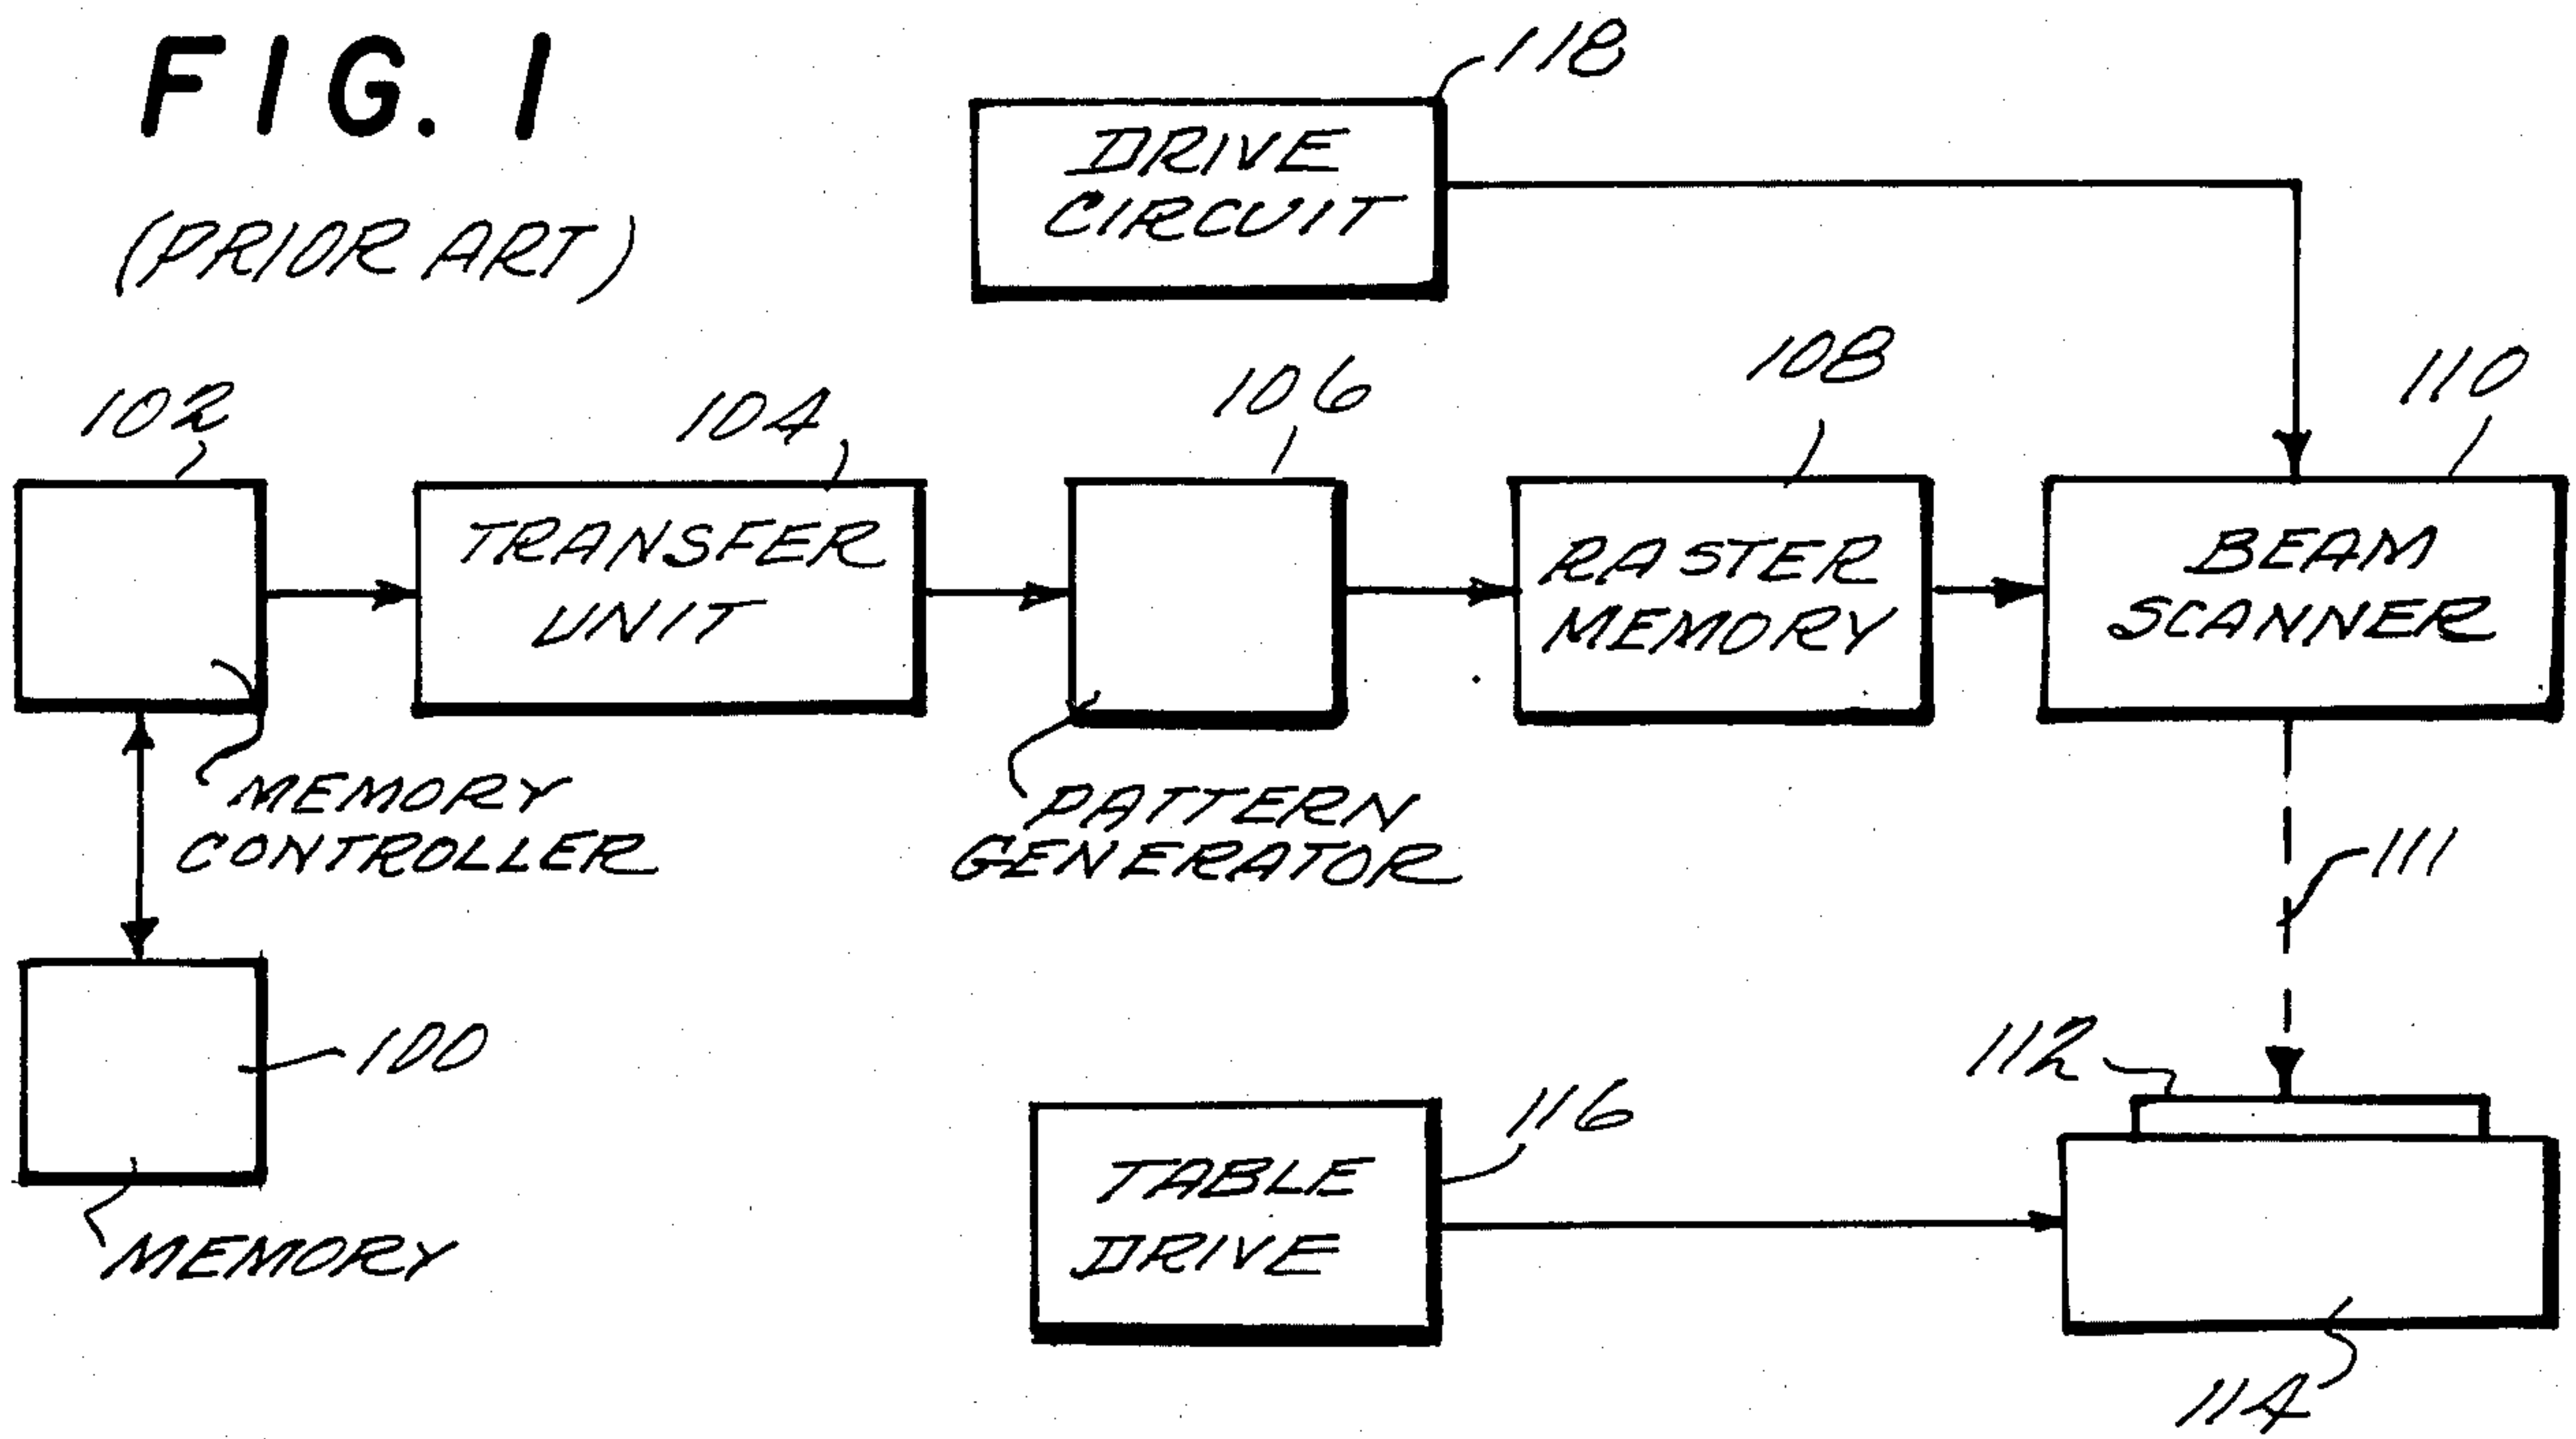 FIG. 1
(PRIOR ART)
118
DRIVE
CIRCUIT
102
104
106
108
110
TRANSFER
UNIT
RASTER
MEMORY
BEAM
SCANNER
MEMORY
CONTROLLER
PATTERN
GENERATOR
111
100
MEMORY
112
116
TABLE
DRIVE
114